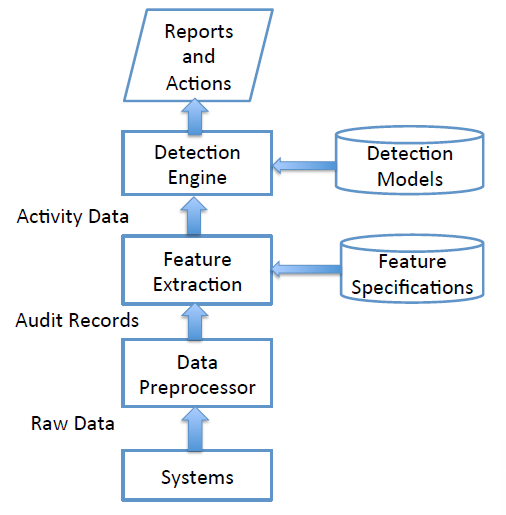 Reports
and
Actions
Detection
Engine
Detection
Models
Activity Data
Feature
Extraction
Feature
Specifications
Audit Records
Data
Preprocessor
Raw Data
Systems